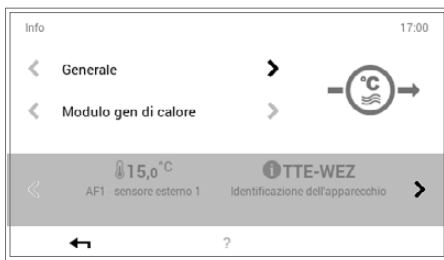 Info 17:00
Generale
°C
Modulo gen di calore
15,0°C TTE-WEZ
AF1 - sensore esterno 1 Identificazione dell'apparecchio
?